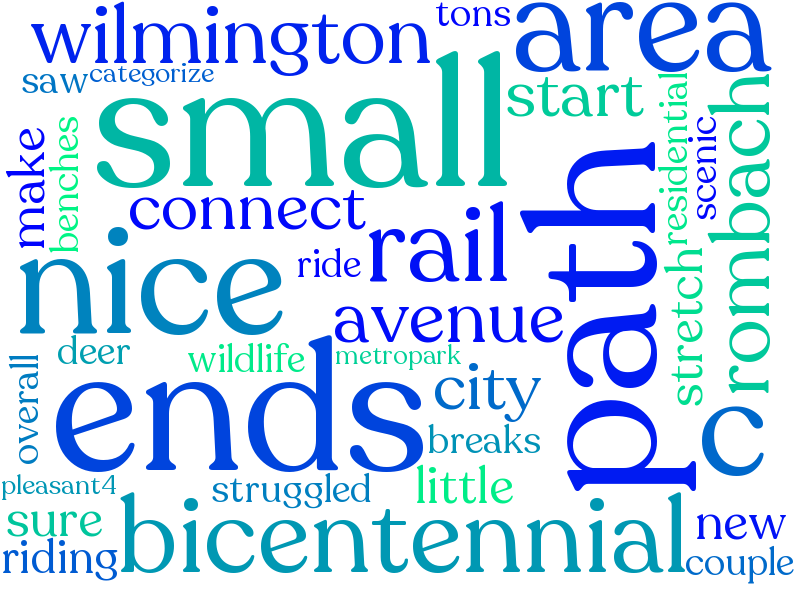 wilmington
tons
area
saw
categorize
small
start
residential
rombach
make
benches
scenic
connect
path
nice
ride
rail
stretch
avenue
deer
wildlife
metropark
overall
ends
city
c
breaks
pleasant4
struggled
little
sure
bicentennial
new
riding
couple